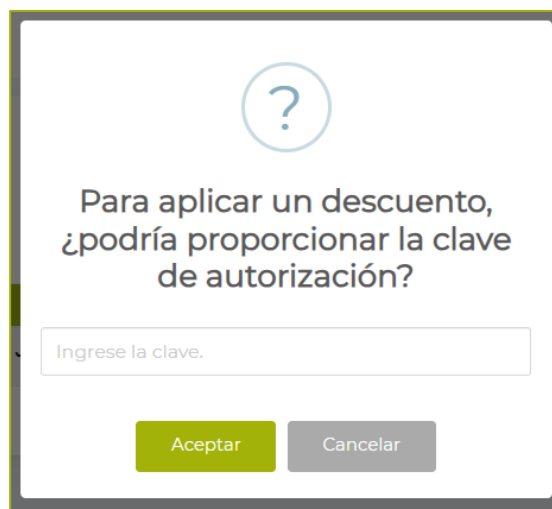 ?
Para aplicar un descuento,
¿podría proporcionar la clave
de autorización?
Ingrese la clave.
Aceptar Cancelar